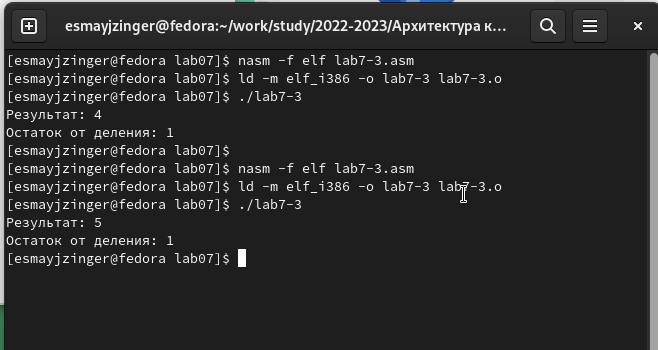 esmayjzinger@fedora:~/work/study/2022-2023/Архитектура к...
[esmayjzinger@fedora lab07]$ nasm -f elf lab7-3.asm
[esmayjzinger@fedora lab07]$ ld -m elf_i386 -o lab7-3 lab7-3.o
[esmayjzinger@fedora lab07]$ ./lab7-3
Результат: 4
Остаток от деления: 1
[esmayjzinger@fedora lab07]$
[esmayjzinger@fedora lab07]$ nasm -f elf lab7-3.asm
[esmayjzinger@fedora lab07]$ ld -m elf_i386 -o lab7-3 lab7-3.o
[esmayjzinger@fedora lab07]$ ./lab7-3
Результат: 5
Остаток от деления: 1
[esmayjzinger@fedora lab07]$